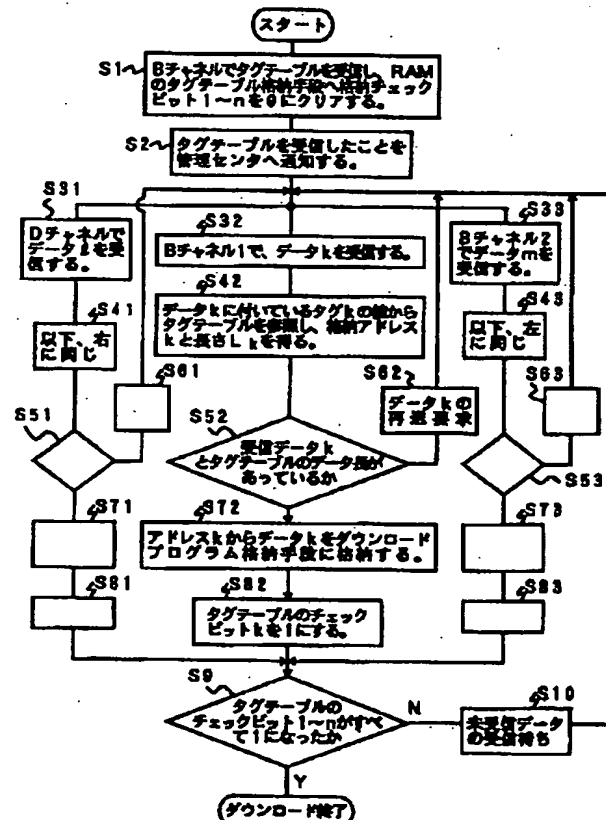 スタート
S1
Bチャネルでタグテーブルを受信し、RAM
のタグテーブル格納手段へ格納チェック
ビット1~nを0にクリアする。
S2
タグテーブルを受信したことを
管理センタへ通知する。
S31
Dチャネルで
データℓを受
信する。
S32
Bチャネル1で、データkを受信する。
S33
Bチャネル2
でデータmを
受信する。
S41
以下、右
に同じ
S42
データkに付いているタグkの値から
タグテーブルを参照し、格納アドレス
kと長さLkを得る。
S43
以下、左
に同じ
S61
S62
データkの
再送要求
S63
S51
S52
受信データk
とタグテーブルのデータ長が
あっているか
S53
S71
S72
アドレスkからデータkをダウンロード
プログラム格納手段に格納する。
S73
S81
S82
タグテーブルのチェック
ビットkを1にする。
S83
S9
タグテーブルの
チェックビット1~nがすべ
て1になったか
N
S10
未受信データ
の受信待ち
Y
ダウンロード終了